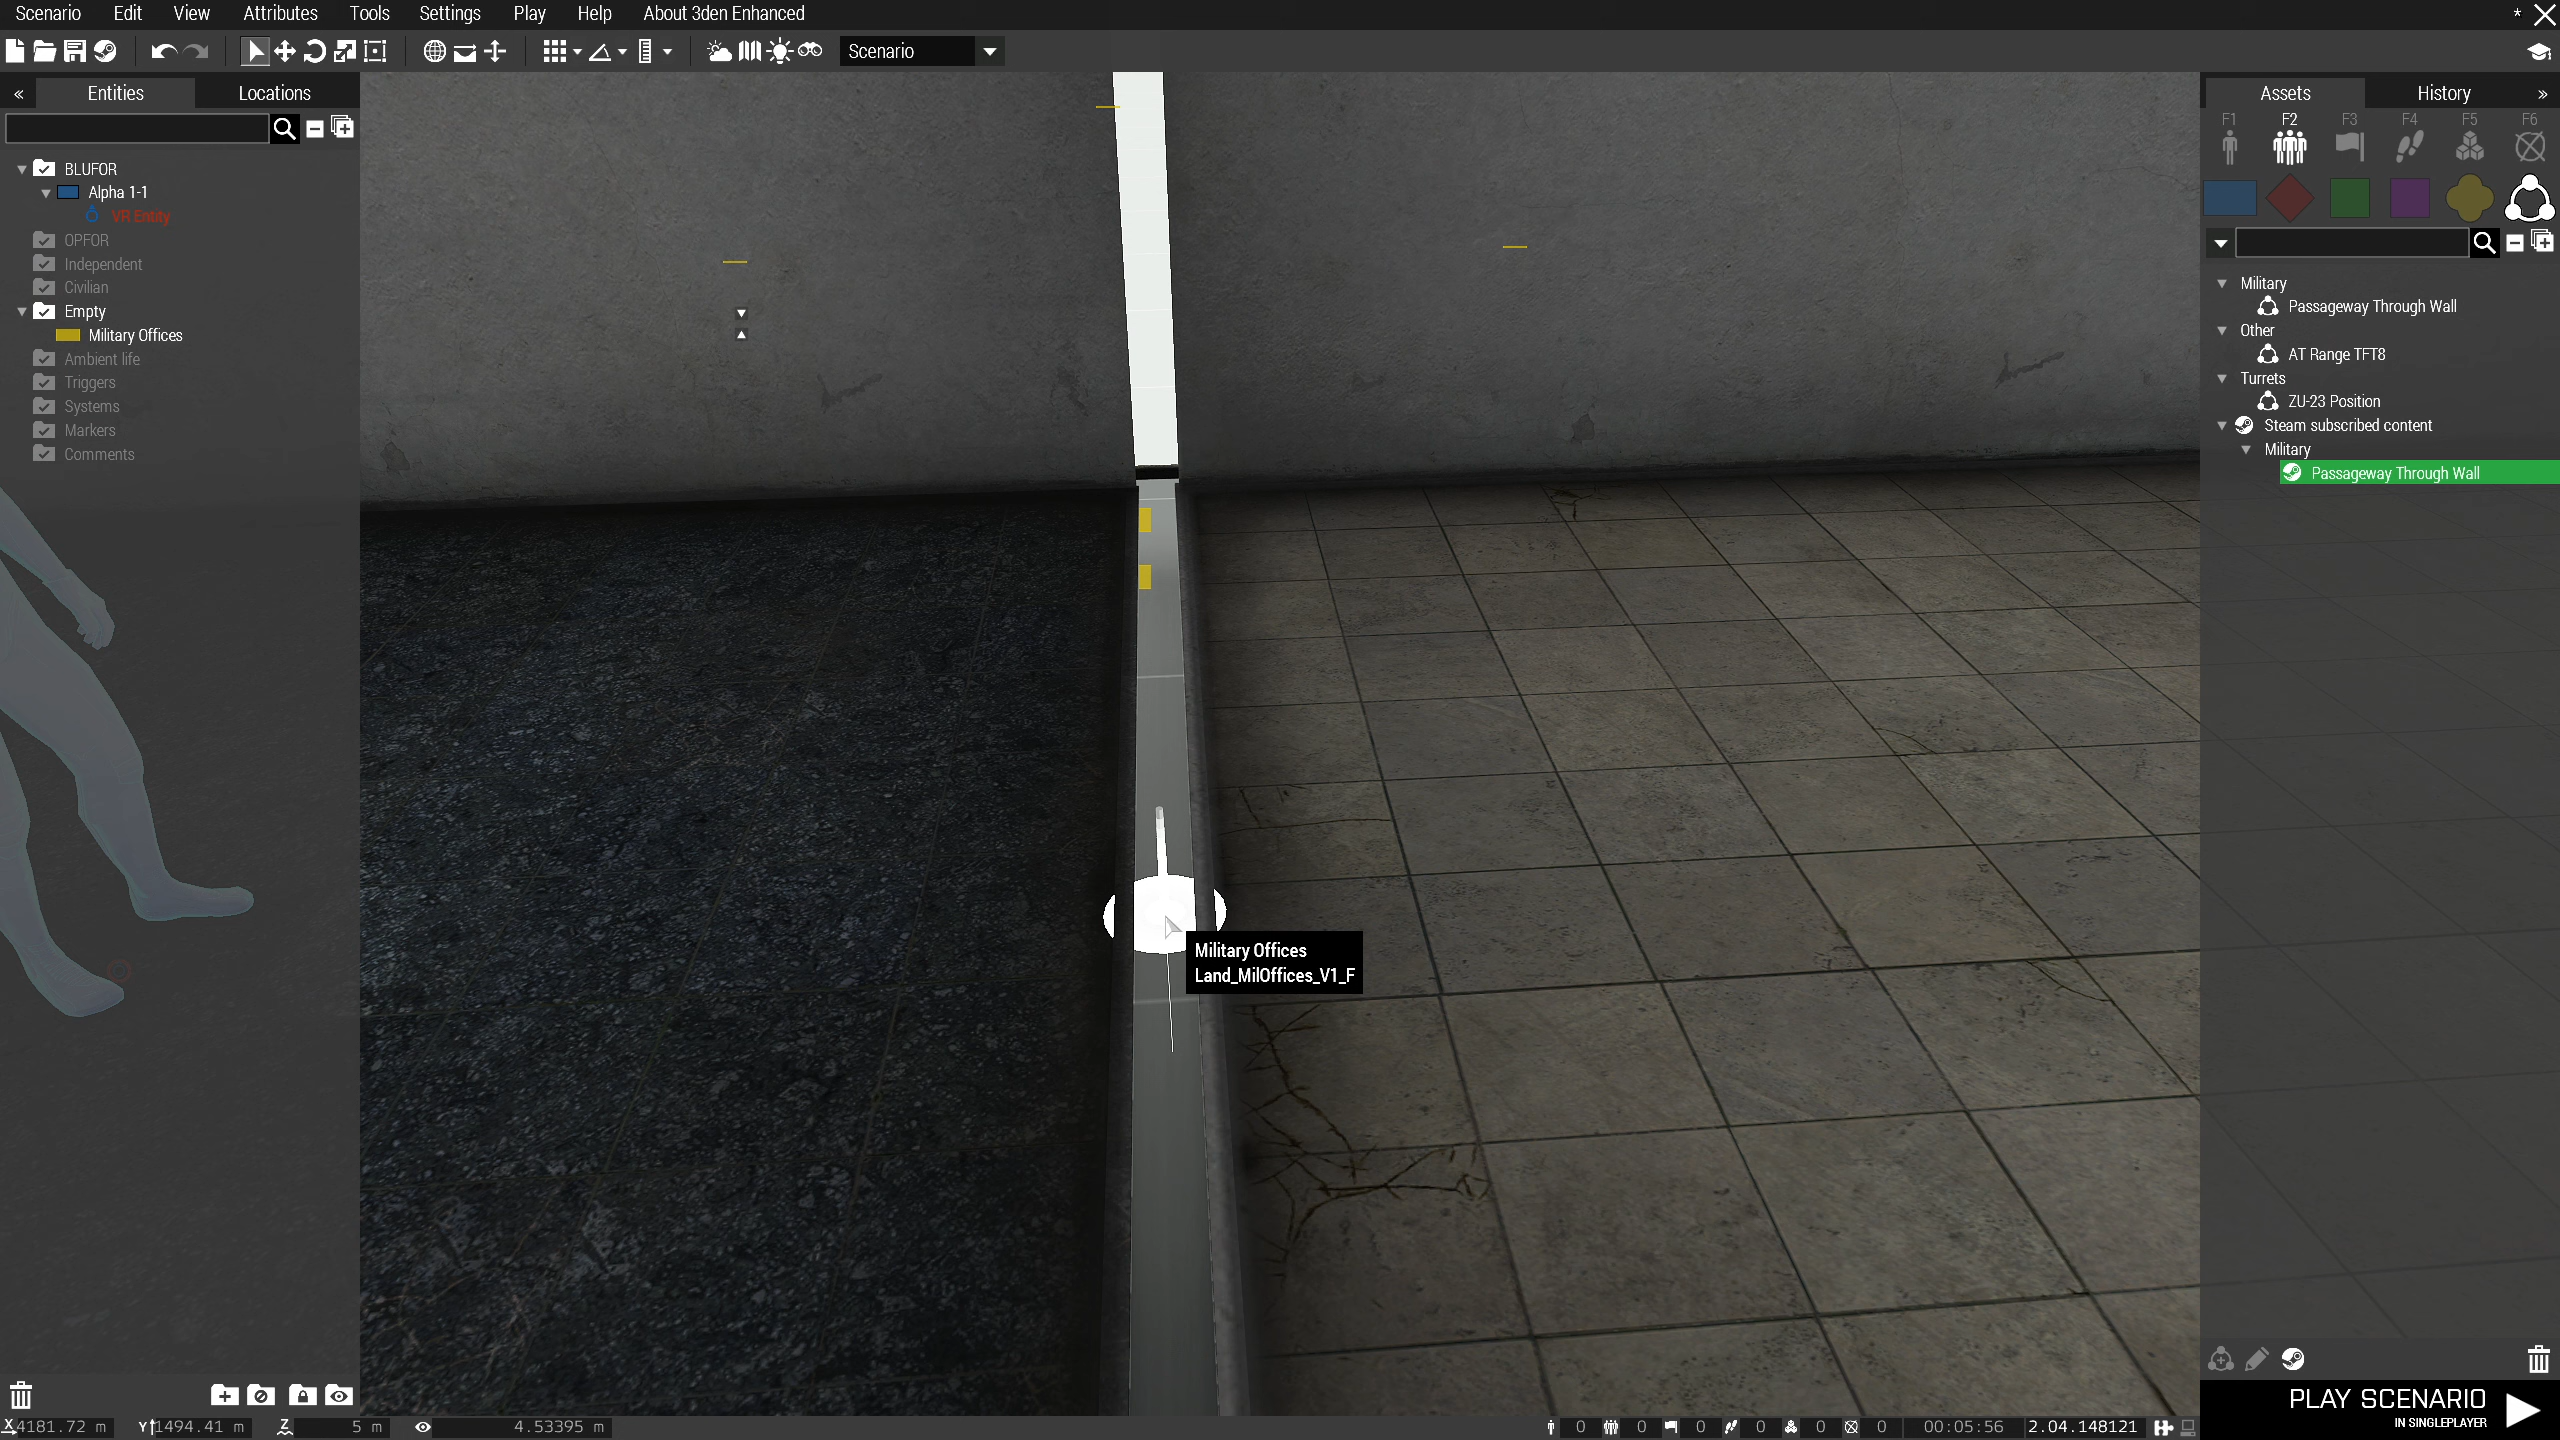 Scenario Edit View Attributes Tools Settings Play Help About 3den Enhanced
*
Scenario
« Entities Locations
BLUFOR
Alpha 1-1
VR Entity
OPFOR
Independent
Civilian
Empty
Military Offices
Ambient life
Triggers
Systems
Markers
Comments
Military Offices
Land_MilOffices_V1_F
Assets History »
F1 F2 F3 F4 F5 F6
Military
Passageway Through Wall
Other
AT Range TFT8
Turrets
ZU-23 Position
Steam subscribed content
Military
Passageway Through Wall
PLAY SCENARIO
IN SINGLEPLAYER
X 4181.72 m Y 1494.41 m Z 5 m 4.53395 m 0 0 0 0 0 0 00:05:56 2.04.148121